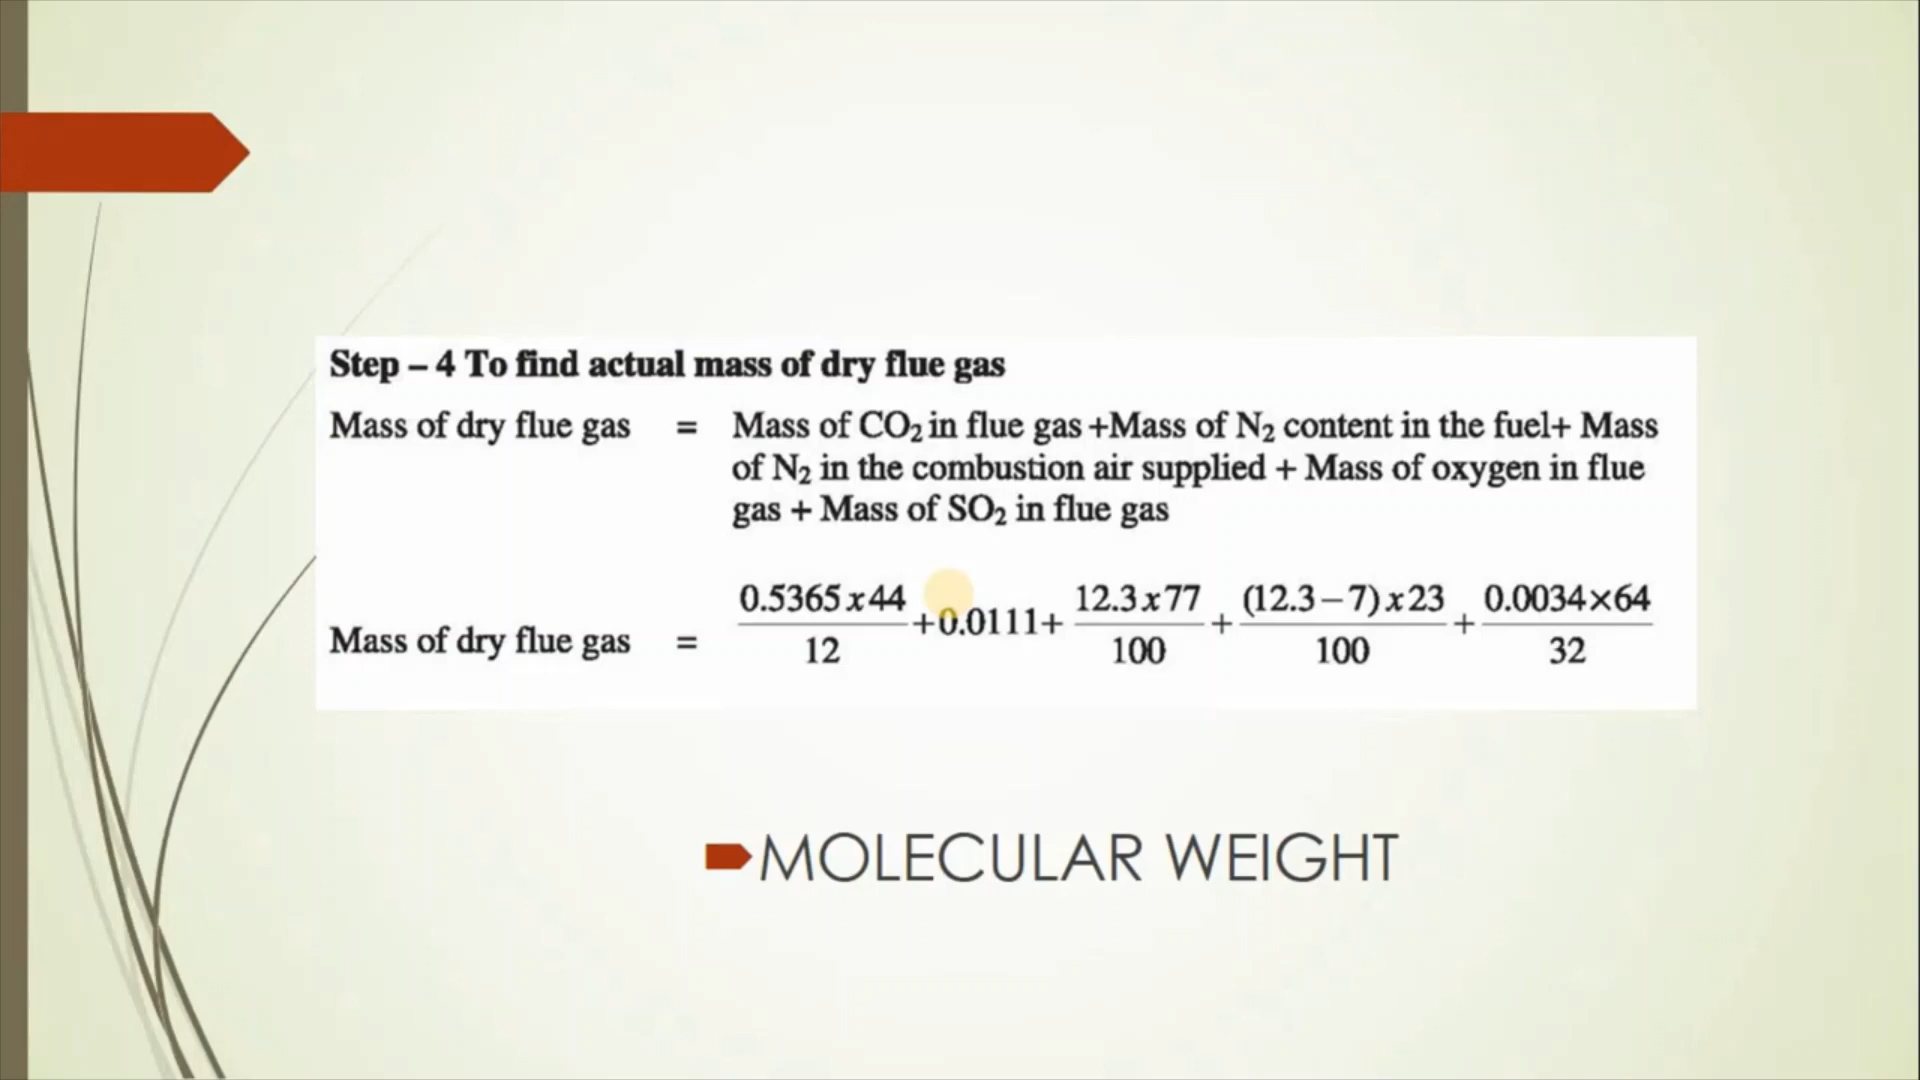 Step – 4 To find actual mass of dry flue gas
Mass of dry flue gas = Mass of CO₂ in flue gas +Mass of N₂ content in the fuel+ Mass
of N₂ in the combustion air supplied + Mass of oxygen in flue
gas + Mass of SO₂ in flue gas
Mass of dry flue gas = 0.5365 x 44 / 12 +0.0111+ 12.3 x 77 / 100 + (12.3 – 7) x 23 / 100 + 0.0034×64 / 32
MOLECULAR WEIGHT